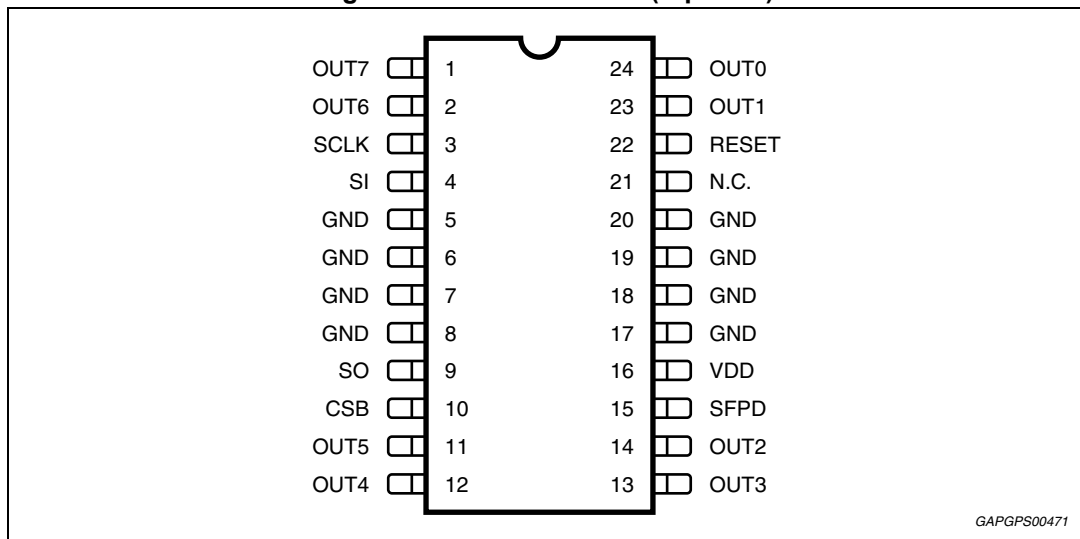 OUT7 1 24 OUT0
OUT6 2 23 OUT1
SCLK 3 22 RESET
SI 4 21 N.C.
GND 5 20 GND
GND 6 19 GND
GND 7 18 GND
GND 8 17 GND
SO 9 16 VDD
CSB 10 15 SFPD
OUT5 11 14 OUT2
OUT4 12 13 OUT3
GAPGPS00471